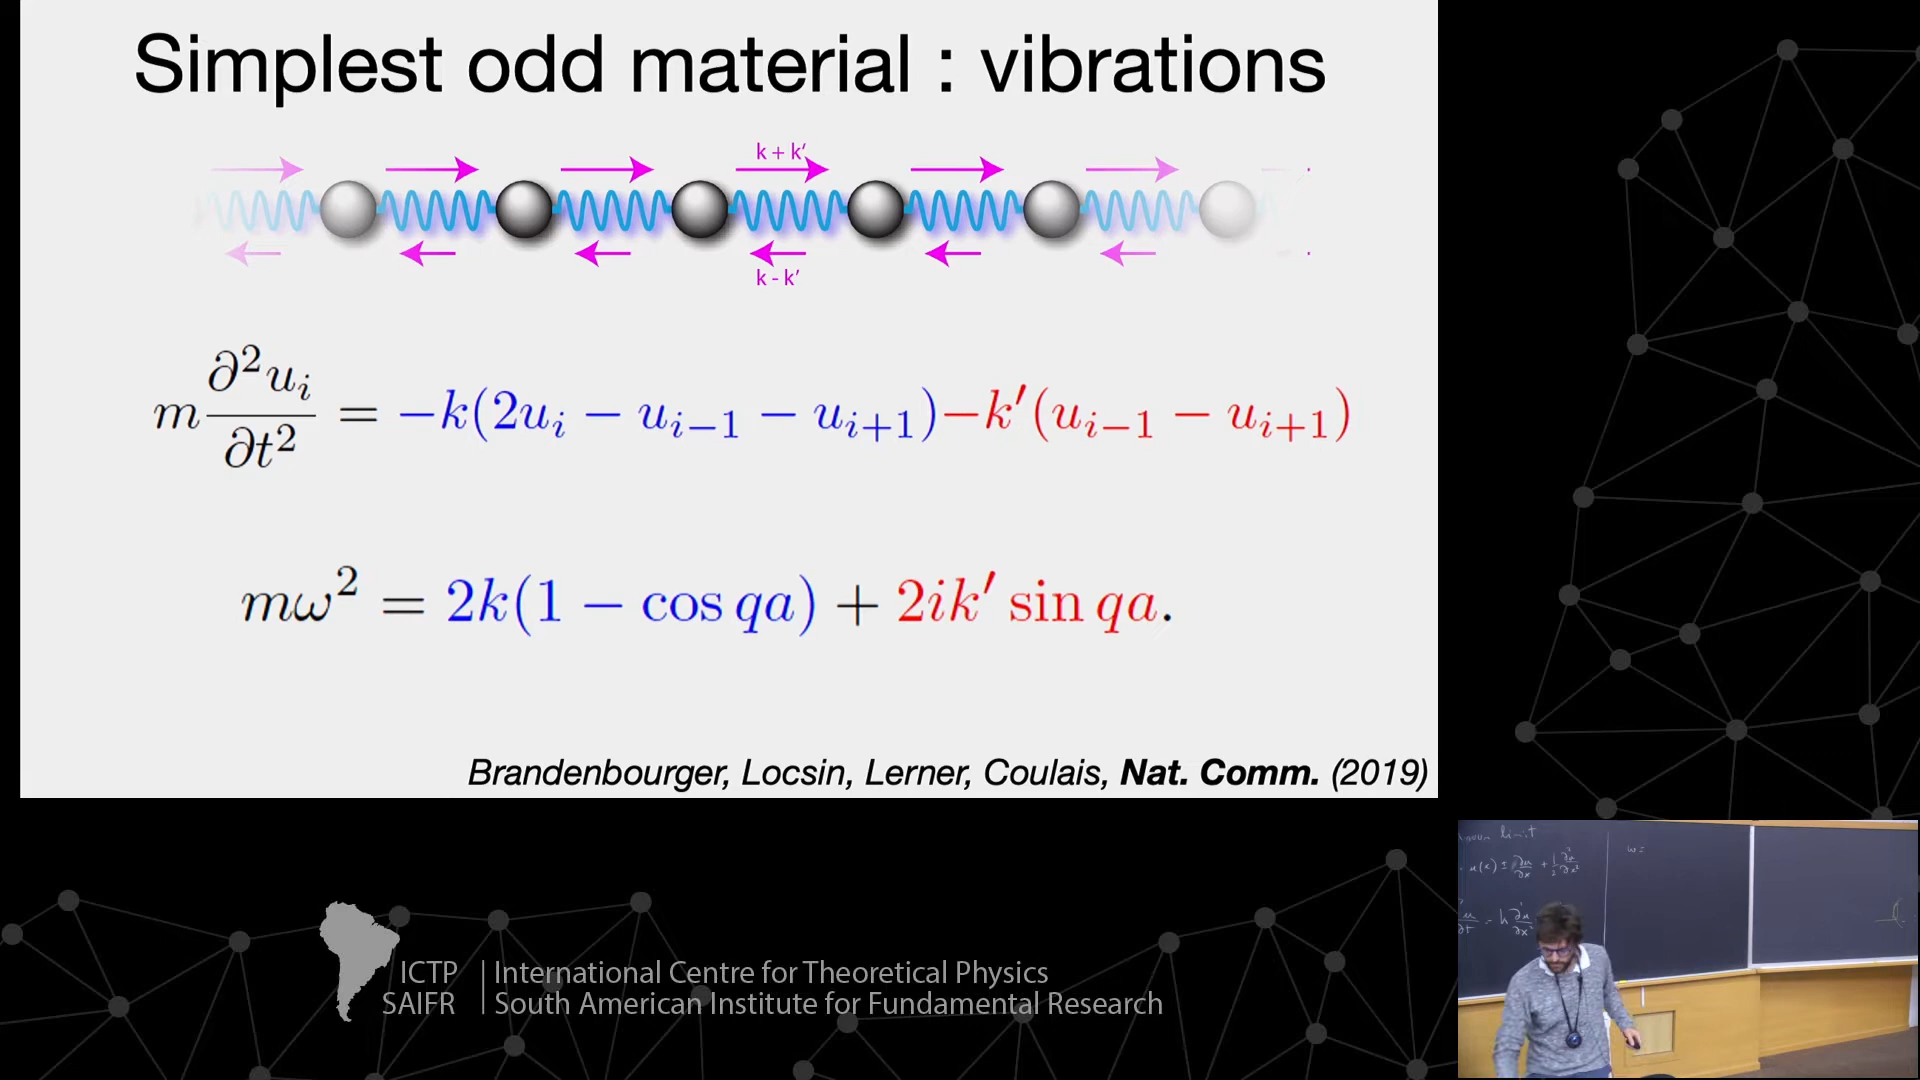 Simplest odd material : vibrations
k + k′
k - k′
m ∂²uᵢ/∂t² = −k(2uᵢ − uᵢ₋₁ − uᵢ₊₁)−k′(uᵢ₋₁ − uᵢ₊₁)
mω² = 2k(1 − cos qa) + 2ik′ sin qa.
Brandenbourger, Locsin, Lerner, Coulais, Nat. Comm. (2019)
limit
ω=
ICTP | International Centre for Theoretical Physics
SAIFR | South American Institute for Fundamental Research